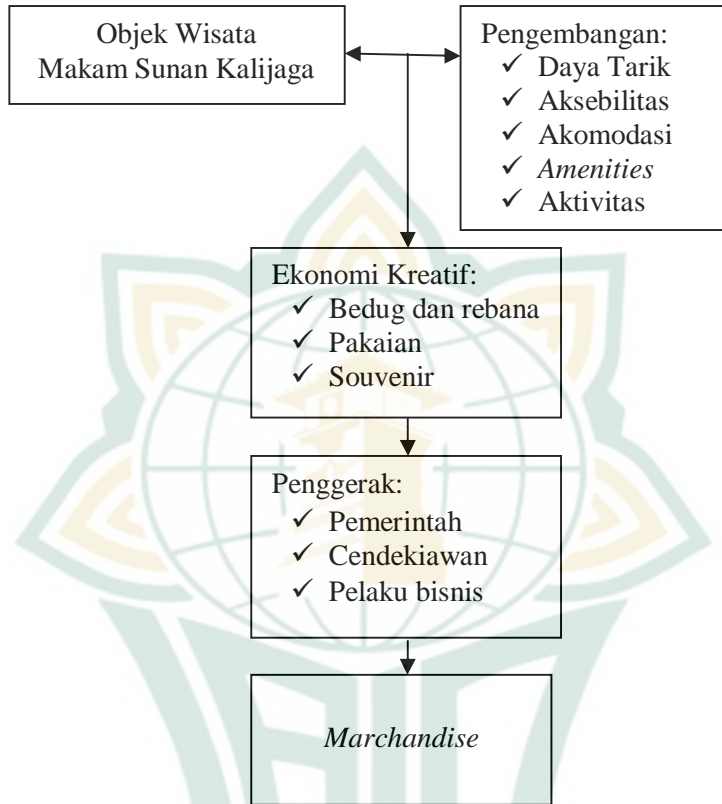 Objek Wisata
Makam Sunan Kalijaga
Pengembangan:
✓ Daya Tarik
✓ Aksebilitas
✓ Akomodasi
✓ Amenities
✓ Aktivitas
Ekonomi Kreatif:
✓ Bedug dan rebana
✓ Pakaian
✓ Souvenir
Penggerak:
✓ Pemerintah
✓ Cendekiawan
✓ Pelaku bisnis
Marchandise